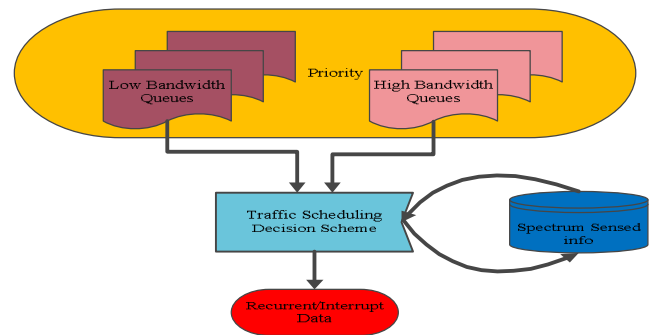 Low Bandwidth
Queues
Priority
High Bandwidth
Queues
Traffic Scheduling
Decision Scheme
Spectrum Sensed
info
Recurrent/Interrupt
Data